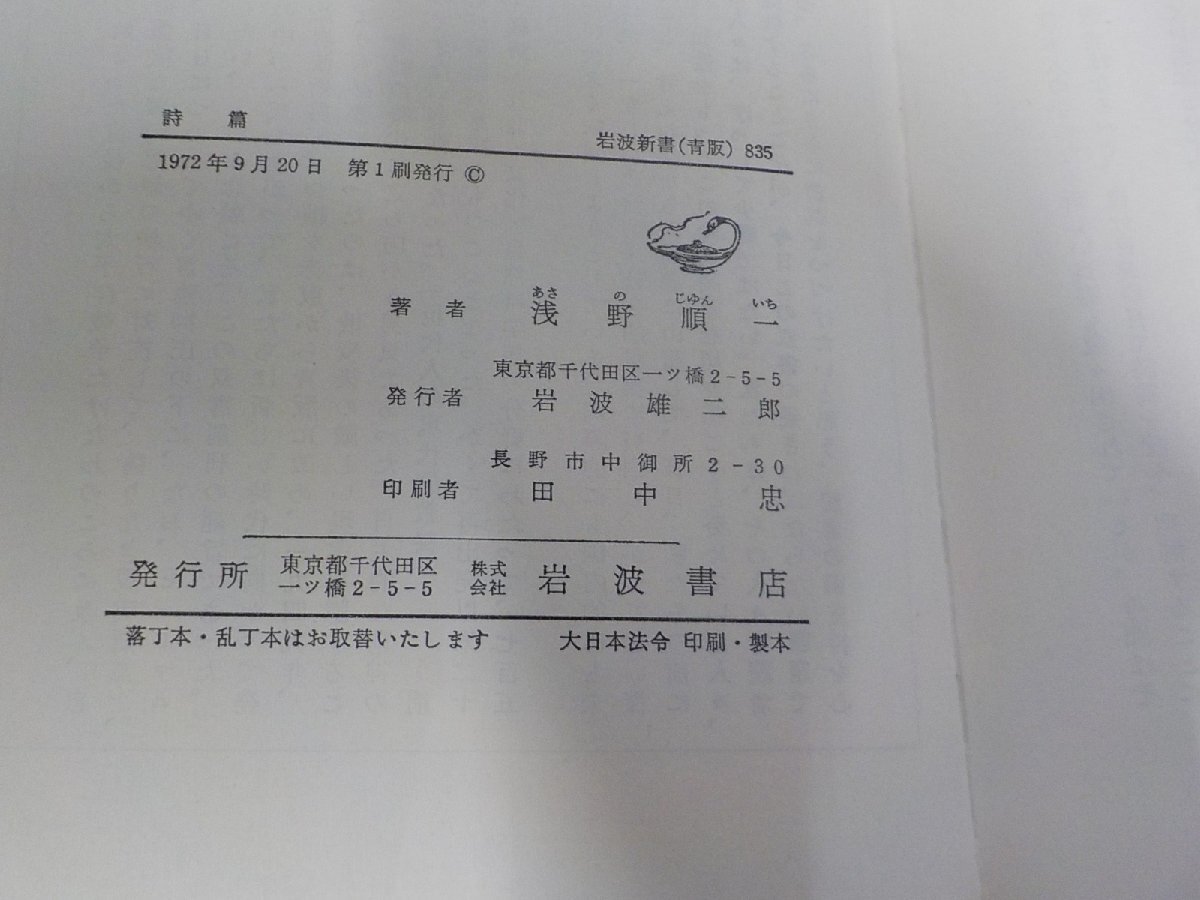 詩篇
岩波新書(青版) 835
1972年9月20日 第1刷発行 ©
あさ の じゆん いち
著者 浅野順一
東京都千代田区一ツ橋2-5-5
発行者 岩波雄二郎
長野市中御所2-30
印刷者 田中忠
発行所 東京都千代田区 株式 岩波書店
一ツ橋2-5-5 会社
落丁本・乱丁本はお取替いたします 大日本法令 印刷・製本